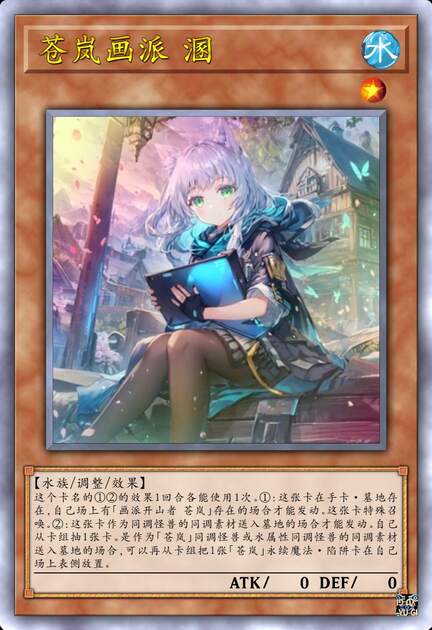 苍岚画派 溷
水
【水族/调整/效果】
这个卡名的①②的效果1回合各能使用1次。①:这张卡在手卡·墓地存
在,自己场上有「画派开山者 苍岚」存在的场合才能发动。这张卡特殊召
唤。②:这张卡作为同调怪兽的同调素材送入墓地的场合才能发动。自己
从卡组抽1张卡。是作为「苍岚」同调怪兽或水属性同调怪兽的同调素材
送入墓地的场合,可以再从卡组把1张「苍岚」永续魔法·陷阱卡在自己
场上表侧放置。
ATK/ 0 DEF/ 0